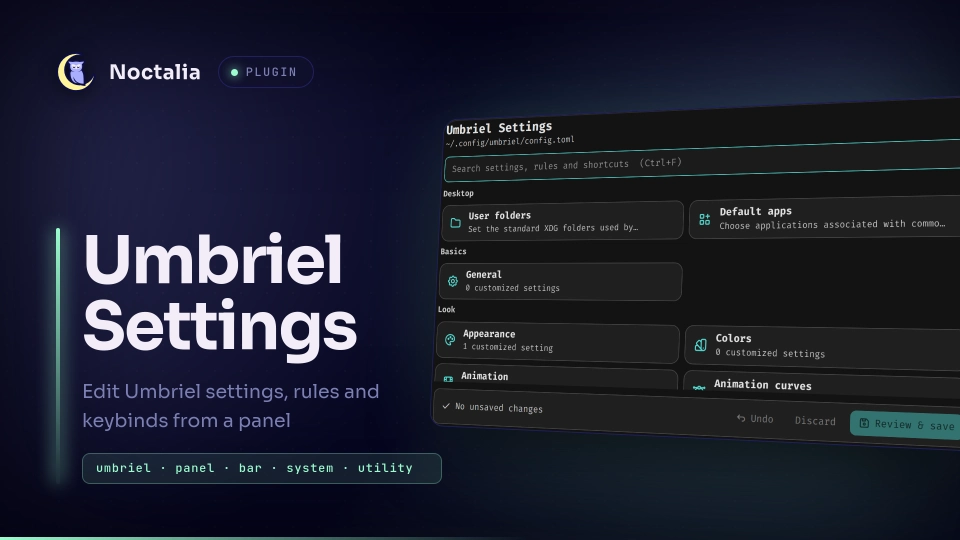 Noctalia
PLUGIN
Umbriel
Settings
Edit Umbriel settings, rules and
keybinds from a panel
umbriel · panel · bar · system · utility
Umbriel Settings
~/.config/umbriel/config.toml
Search settings, rules and shortcuts (Ctrl+F)
Desktop
User folders
Set the standard XDG folders used by…
Default apps
Choose applications associated with commo…
Basics
General
0 customized settings
Look
Appearance
1 customized setting
Colors
0 customized settings
Animation
Animation curves
No unsaved changes
Undo
Discard
Review & save